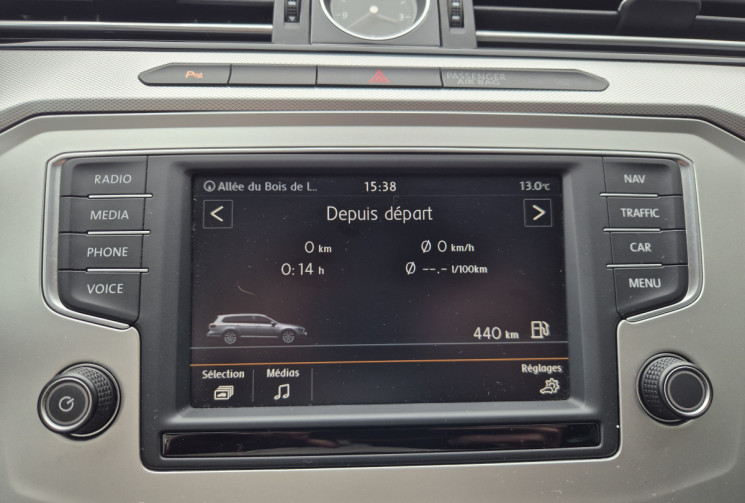 P
PASSENGER
AIR BAG
RADIO
MEDIA
PHONE
VOICE
Allée du Bois de L.. 15:38 13.0°C
< Depuis départ >
0 km Ø 0 km/h
0:14 h Ø --.- l/100km
440 km
Sélection Médias Réglages
NAV
TRAFFIC
CAR
MENU